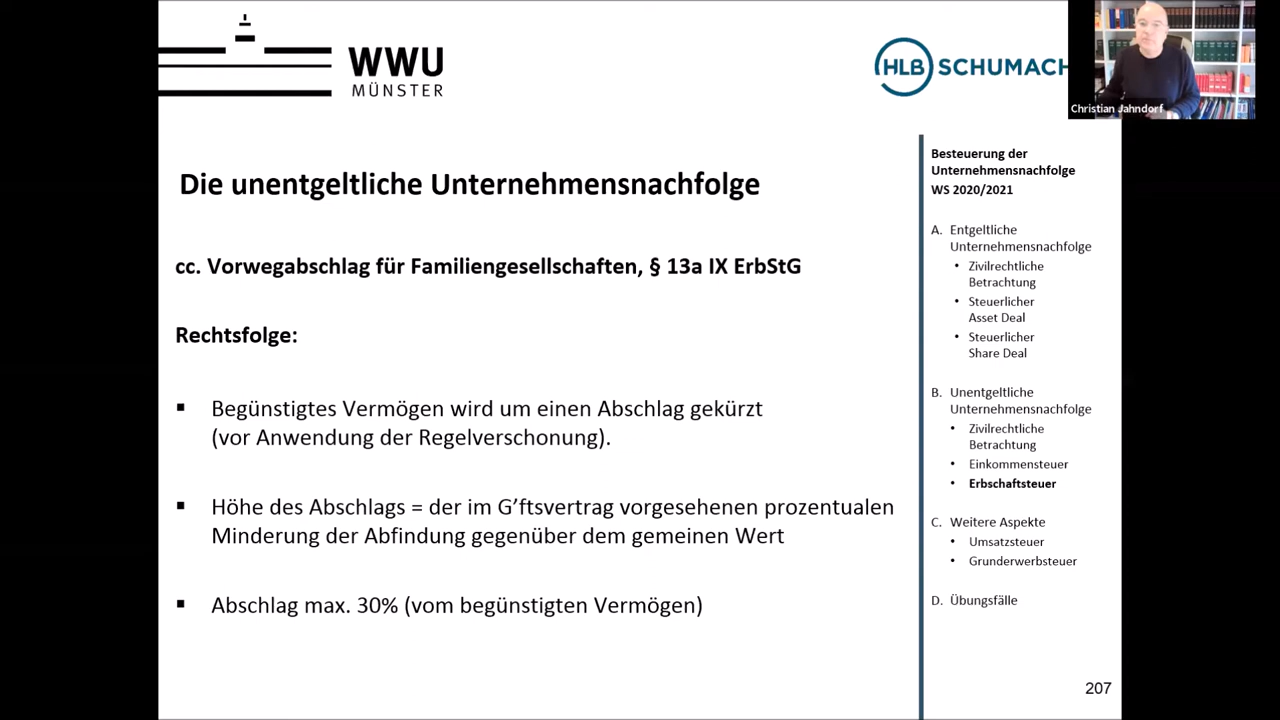 WWU
MÜNSTER
HLB SCHUMACH
Christian Jahndorf
Die unentgeltliche Unternehmensnachfolge
cc. Vorwegabschlag für Familiengesellschaften, § 13a IX ErbStG
Rechtsfolge:
▪ Begünstigtes Vermögen wird um einen Abschlag gekürzt
(vor Anwendung der Regelverschonung).
▪ Höhe des Abschlags = der im G’ftsvertrag vorgesehenen prozentualen
Minderung der Abfindung gegenüber dem gemeinen Wert
▪ Abschlag max. 30% (vom begünstigten Vermögen)
Besteuerung der
Unternehmensnachfolge
WS 2020/2021
A. Entgeltliche
Unternehmensnachfolge
• Zivilrechtliche
Betrachtung
• Steuerlicher
Asset Deal
• Steuerlicher
Share Deal
B. Unentgeltliche
Unternehmensnachfolge
• Zivilrechtliche
Betrachtung
• Einkommensteuer
• Erbschaftsteuer
C. Weitere Aspekte
• Umsatzsteuer
• Grunderwerbsteuer
D. Übungsfälle
207